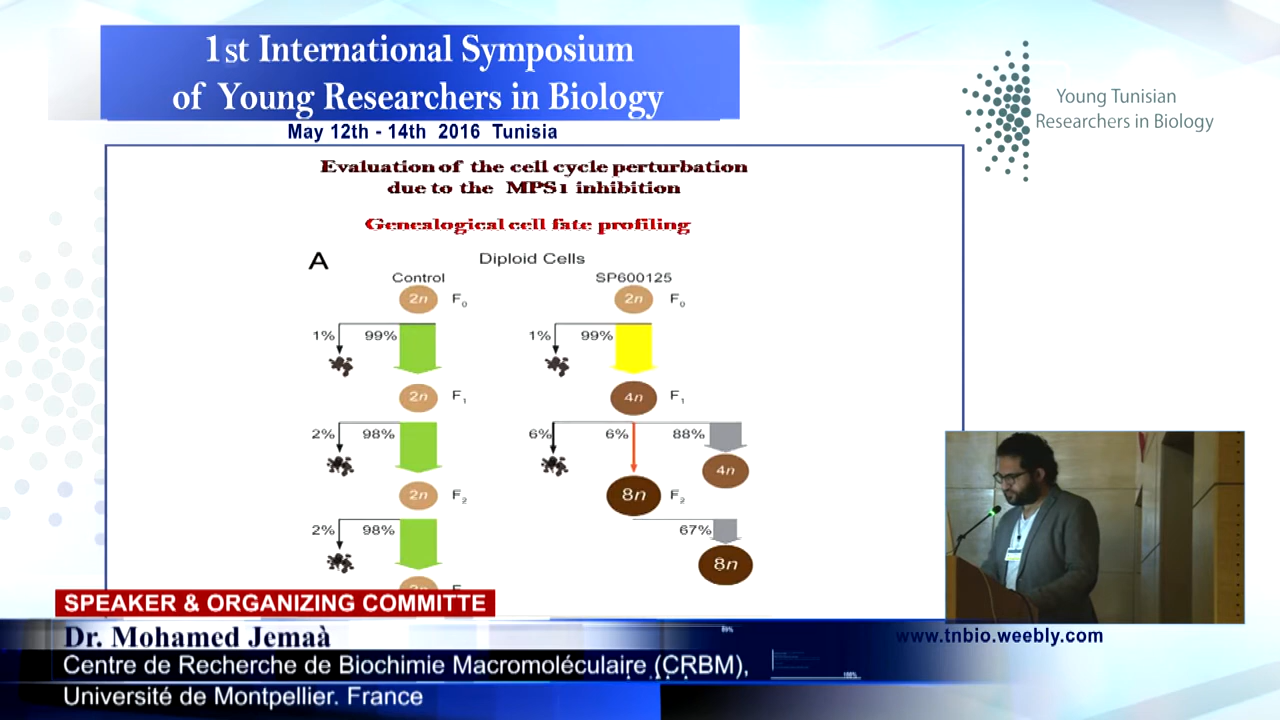 1st International Symposium
of Young Researchers in Biology
May 12th - 14th 2016 Tunisia
Young Tunisian
Researchers in Biology
Evaluation of the cell cycle perturbation
due to the MPS1 inhibition
Genealogical cell fate profiling
A
Diploid Cells
Control
SP600125
2n F0
2n F0
1% 99%
1% 99%
2n F1
4n F1
2% 98%
6% 6% 88%
4n
2n F2
8n F2
2% 98%
67%
8n
2n F
SPEAKER & ORGANIZING COMMITTE
Dr. Mohamed Jemaà
www.tnbio.weebly.com
Centre de Recherche de Biochimie Macromoléculaire (CRBM),
100%
Université de Montpellier. France